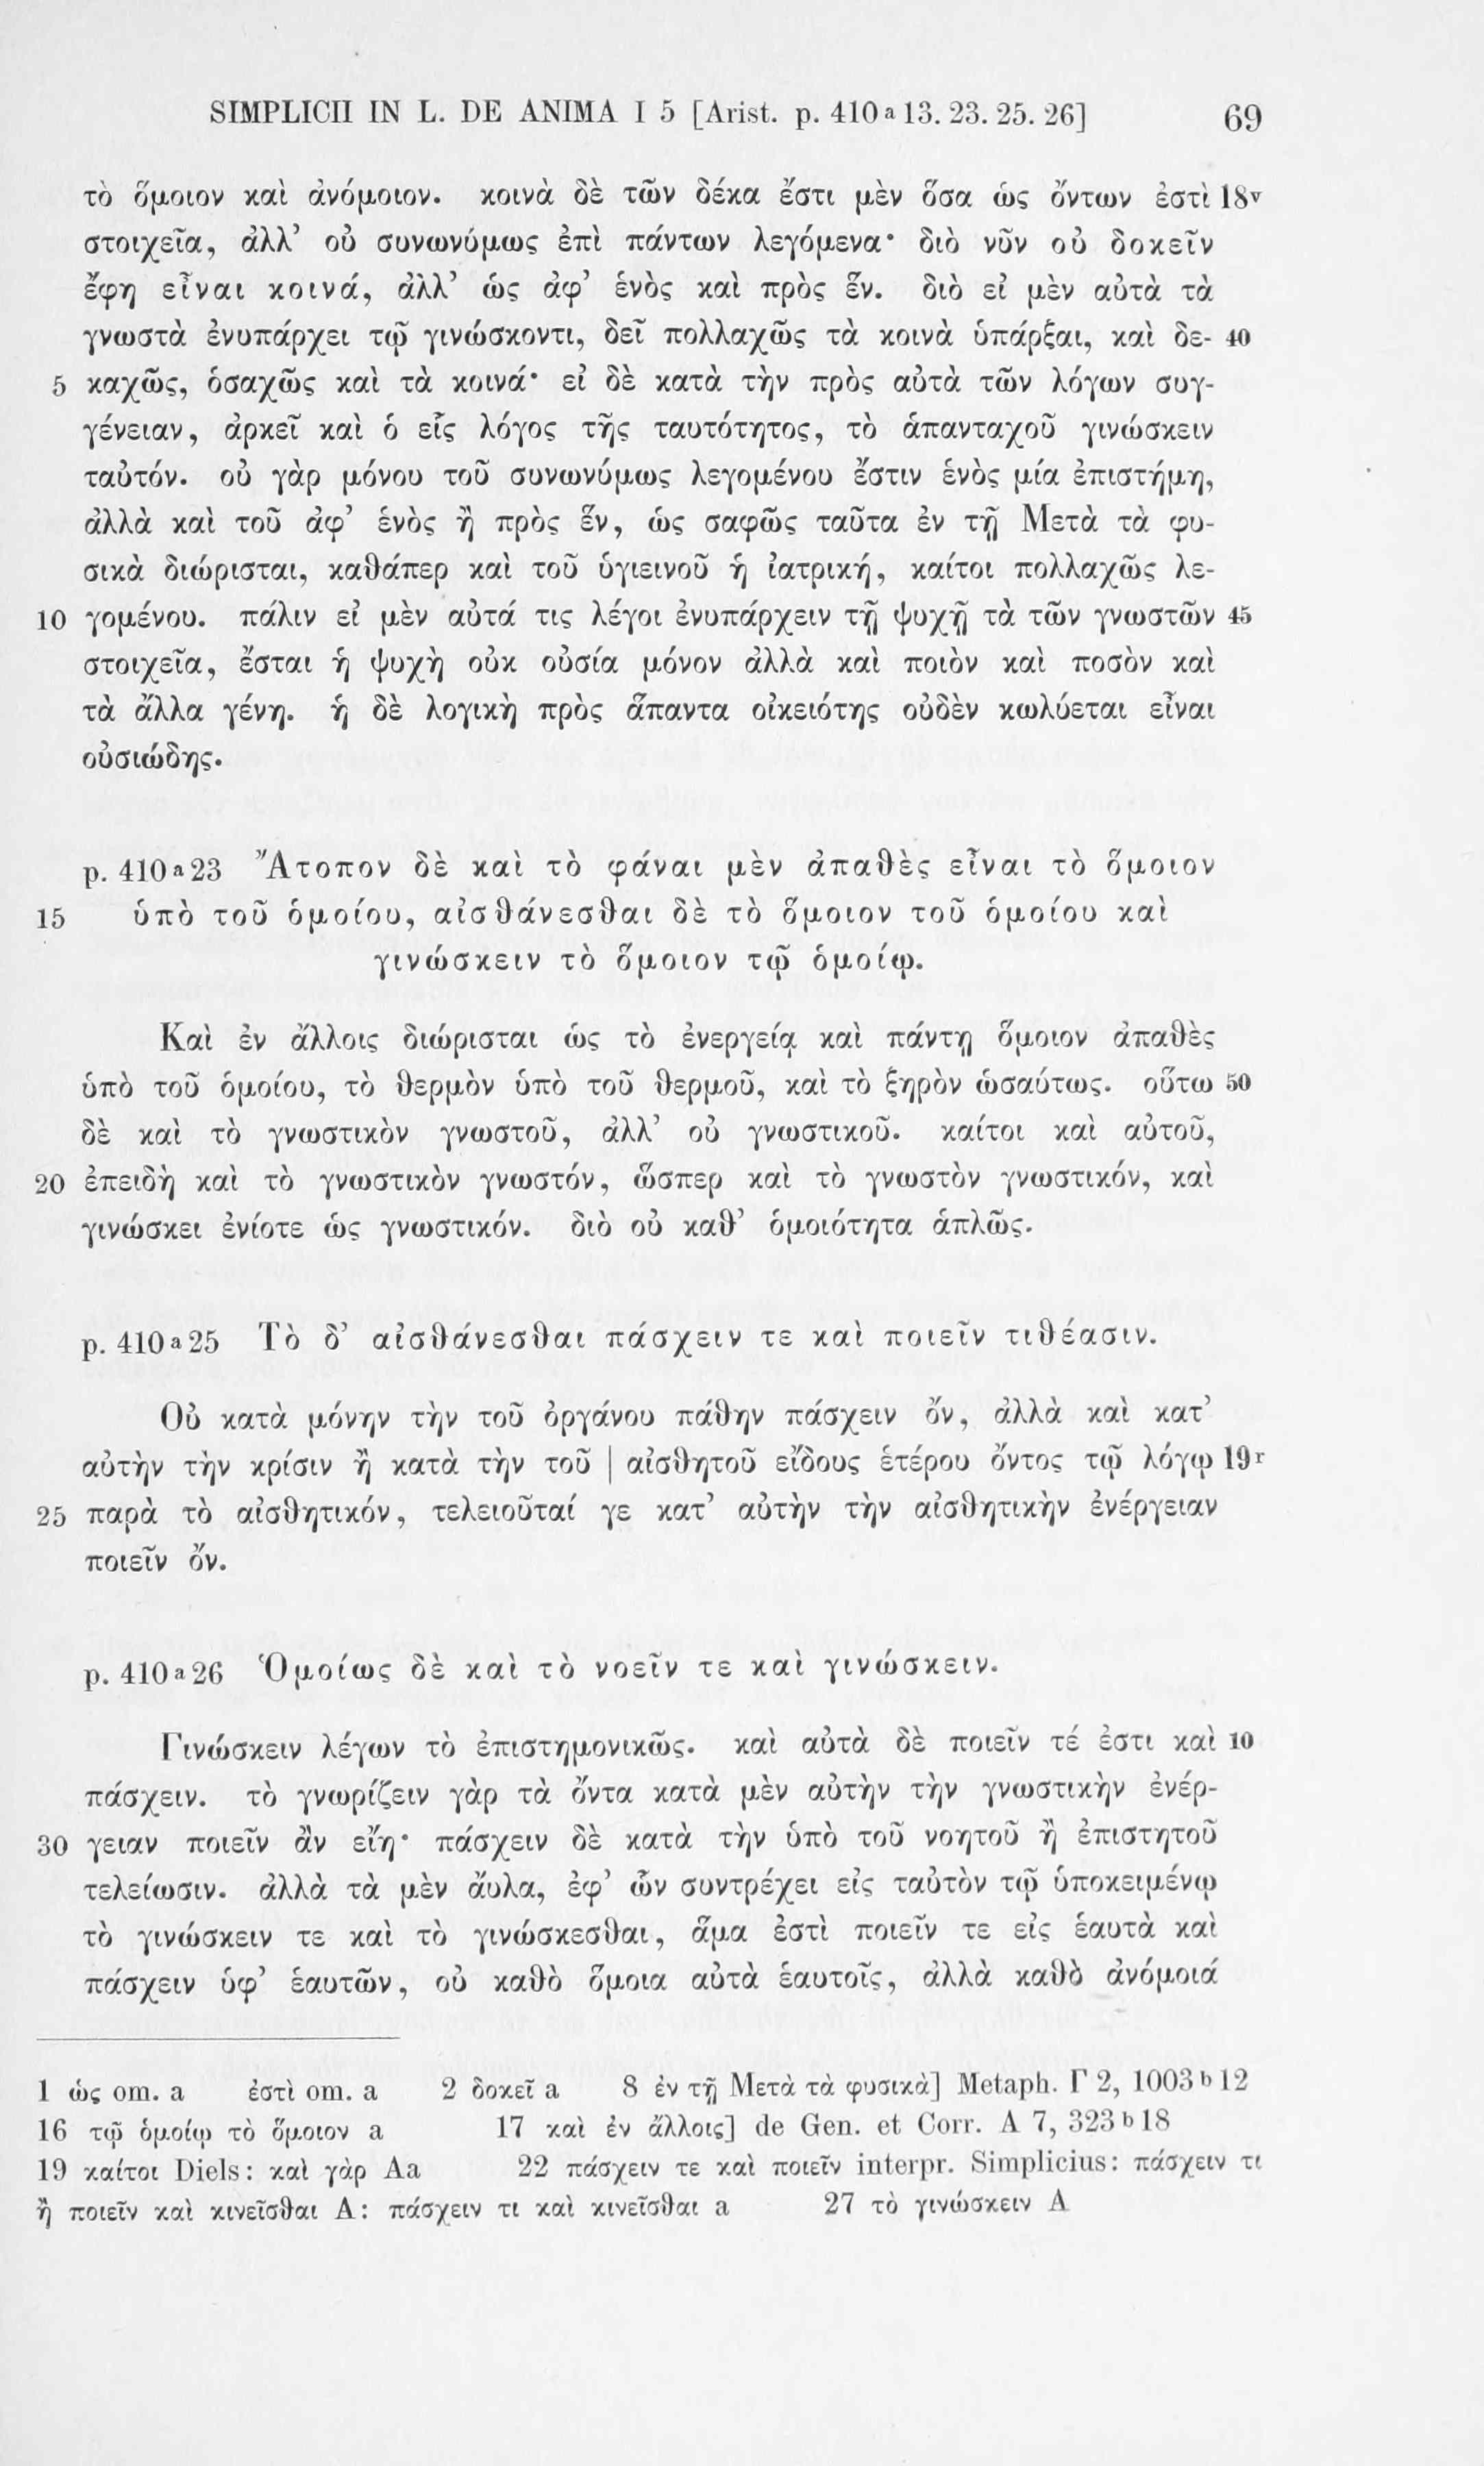 SIMPLICII IN L. DE ANIMA I 5 [Arist. p. 410 a 13. 23. 25. 26] 69
τὸ ὅμοιον καὶ ἀνόμοιον. κοινὰ δὲ τῶν δέκα ἔστι μὲν ὅσα ὡς ὄντων ἐστὶ 18v
στοιχεῖα, ἀλλ’ οὐ συνωνύμως ἐπὶ πάντων λεγόμενα· διὸ νῦν οὐ δοκεῖν
ἔφη εἶναι κοινά, ἀλλ’ ὡς ἀφ’ ἑνὸς καὶ πρὸς ἕν. διὸ εἰ μὲν αὐτὰ τὰ
γνωστὰ ἐνυπάρχει τῷ γινώσκοντι, δεῖ πολλαχῶς τὰ κοινὰ ὑπάρξαι, καὶ δε- 40
5 καχῶς, ὁσαχῶς καὶ τὰ κοινά· εἰ δὲ κατὰ τὴν πρὸς αὐτὰ τῶν λόγων συγ-
γένειαν, ἀρκεῖ καὶ ὁ εἷς λόγος τῆς ταυτότητος, τὸ ἁπανταχοῦ γινώσκειν
ταὐτόν. οὐ γὰρ μόνου τοῦ συνωνύμως λεγομένου ἔστιν ἑνὸς μία ἐπιστήμη,
ἀλλὰ καὶ τοῦ ἀφ’ ἑνὸς ἢ πρὸς ἕν, ὡς σαφῶς ταῦτα ἐν τῇ Μετὰ τὰ φυ-
σικὰ διώρισται, καθάπερ καὶ τοῦ ὑγιεινοῦ ἡ ἰατρική, καίτοι πολλαχῶς λε-
10 γομένου. πάλιν εἰ μὲν αὐτά τις λέγοι ἐνυπάρχειν τῇ ψυχῇ τὰ τῶν γνωστῶν 45
στοιχεῖα, ἔσται ἡ ψυχὴ οὐκ οὐσία μόνον ἀλλὰ καὶ ποιὸν καὶ ποσὸν καὶ
τὰ ἄλλα γένη. ἡ δὲ λογικὴ πρὸς ἅπαντα οἰκειότης οὐδὲν κωλύεται εἶναι
οὐσιώδης.
p. 410 a 23 Ἄτοπον δὲ καὶ τὸ φάναι μὲν ἀπαθὲς εἶναι τὸ ὅμοιον
15 ὑπὸ τοῦ ὁμοίου, αἰσθάνεσθαι δὲ τὸ ὅμοιον τοῦ ὁμοίου καὶ
γινώσκειν τὸ ὅμοιον τῷ ὁμοίῳ.
Καὶ ἐν ἄλλοις διώρισται ὡς τὸ ἐνεργείᾳ καὶ πάντῃ ὅμοιον ἀπαθὲς
ὑπὸ τοῦ ὁμοίου, τὸ θερμὸν ὑπὸ τοῦ θερμοῦ, καὶ τὸ ξηρὸν ὡσαύτως. οὕτω 50
δὲ καὶ τὸ γνωστικὸν γνωστοῦ, ἀλλ’ οὐ γνωστικοῦ. καίτοι καὶ αὐτοῦ,
20 ἐπειδὴ καὶ τὸ γνωστικὸν γνωστόν, ὥσπερ καὶ τὸ γνωστὸν γνωστικόν, καὶ
γινώσκει ἐνίοτε ὡς γνωστικόν. διὸ οὐ καθ’ ὁμοιότητα ἁπλῶς.
p. 410 a 25 Τὸ δ’ αἰσθάνεσθαι πάσχειν τε καὶ ποιεῖν τιθέασιν.
Οὐ κατὰ μόνην τὴν τοῦ ὀργάνου πάθην πάσχειν ὄν, ἀλλὰ καὶ κατ’
αὐτὴν τὴν κρίσιν ἢ κατὰ τὴν τοῦ | αἰσθητοῦ εἴδους ἑτέρου ὄντος τῷ λόγῳ 19r
25 παρὰ τὸ αἰσθητικόν, τελειοῦταί γε κατ’ αὐτὴν τὴν αἰσθητικὴν ἐνέργειαν
ποιεῖν ὄν.
p. 410 a 26 Ὁμοίως δὲ καὶ τὸ νοεῖν τε καὶ γινώσκειν.
Γινώσκειν λέγων τὸ ἐπιστημονικῶς. καὶ αὐτὰ δὲ ποιεῖν τέ ἐστι καὶ 10
πάσχειν. τὸ γνωρίζειν γὰρ τὰ ὄντα κατὰ μὲν αὐτὴν τὴν γνωστικὴν ἐνέρ-
30 γειαν ποιεῖν ἂν εἴη· πάσχειν δὲ κατὰ τὴν ὑπὸ τοῦ νοητοῦ ἢ ἐπιστητοῦ
τελείωσιν. ἀλλὰ τὰ μὲν ἄυλα, ἐφ’ ὧν συντρέχει εἰς ταὐτὸν τῷ ὑποκειμένῳ
τὸ γινώσκειν τε καὶ τὸ γινώσκεσθαι, ἅμα ἐστὶ ποιεῖν τε εἰς ἑαυτὰ καὶ
πάσχειν ὑφ’ ἑαυτῶν, οὐ καθὸ ὅμοια αὐτὰ ἑαυτοῖς, ἀλλὰ καθὸ ἀνόμοιά
1 ὡς om. a ἐστὶ om. a 2 δοκεῖ a 8 ἐν τῇ Μετὰ τὰ φυσικὰ] Metaph. Γ 2, 1003 b 12
16 τῷ ὁμοίῳ τὸ ὅμοιον a 17 καὶ ἐν ἄλλοις] de Gen. et Corr. A 7, 323 b 18
19 καίτοι Diels: καὶ γὰρ Aa 22 πάσχειν τε καὶ ποιεῖν interpr. Simplicius: πάσχειν τι
ἢ ποιεῖν καὶ κινεῖσθαι A: πάσχειν τι καὶ κινεῖσθαι a 27 τὸ γινώσκειν A